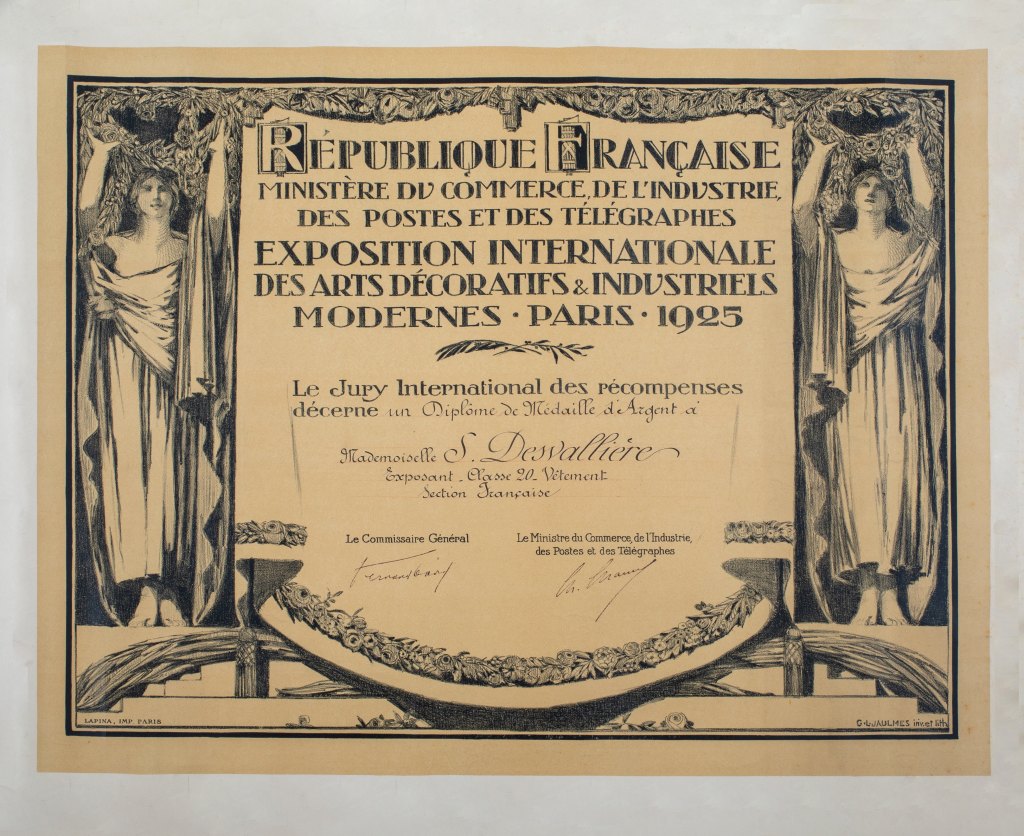 RÉPUBLIQUE FRANÇAISE
MINISTÈRE DV COMMERCE, DE L'INDVSTRIE,
DES POSTES ET DES TÉLÉGRAPHES
EXPOSITION INTERNATIONALE
DES ARTS DÉCORATIFS & INDVSTRIELS
MODERNES · PARIS · 1925
Le Jury International des récompenses
décerne un Diplôme de Médaille d'Argent à
Mademoiselle S. Desvallière
Exposant - Classe 20 - Vêtement
Section Française
Le Commissaire Général
Le Ministre du Commerce, de l'Industrie,
des Postes et des Télégraphes
LAPINA, IMP. PARIS
G·L·JAULMES inv. et lith.